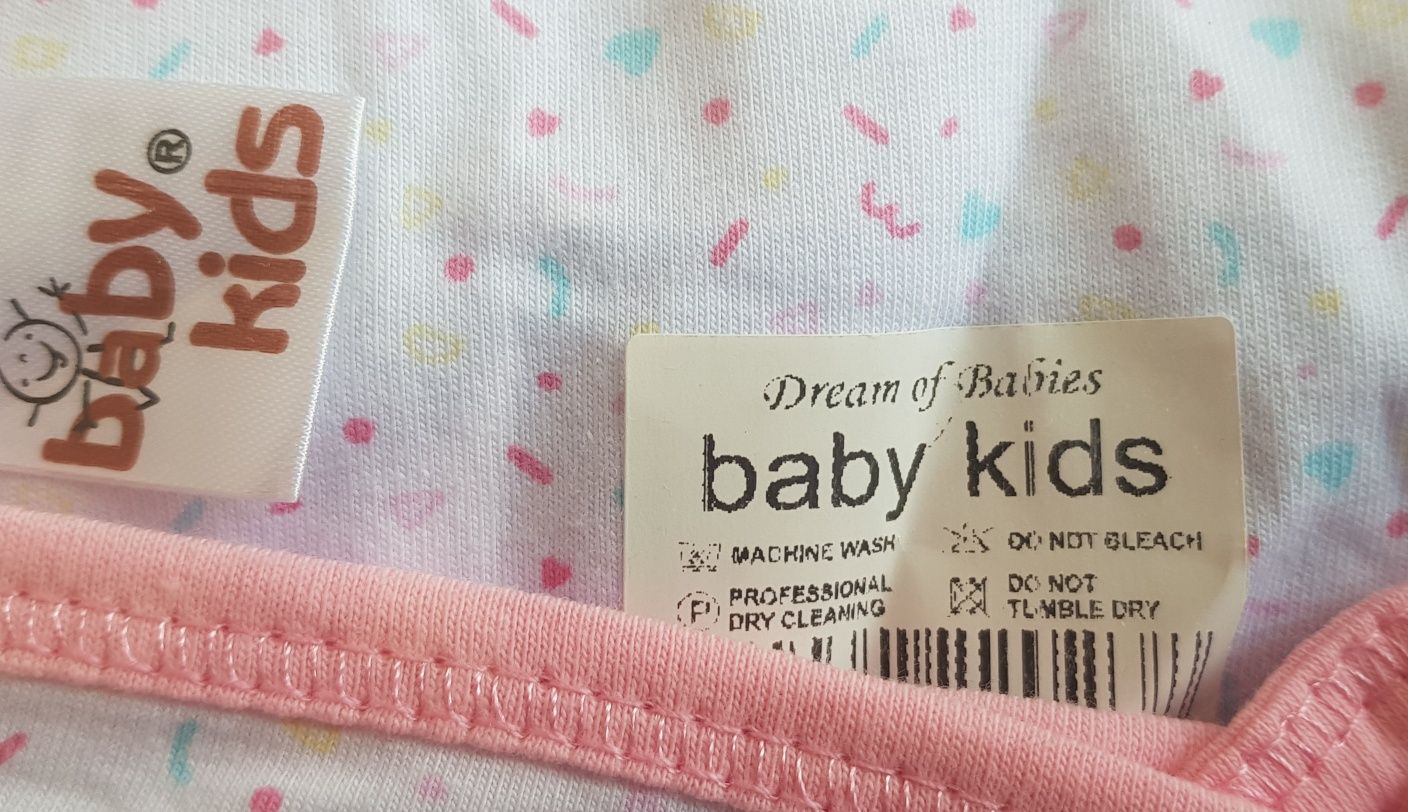 baby®
kids
Dream of Babies
baby kids
MACHINE WASH
DO NOT BLEACH
P
PROFESSIONAL
DRY CLEANING
DO NOT
TUMBLE DRY